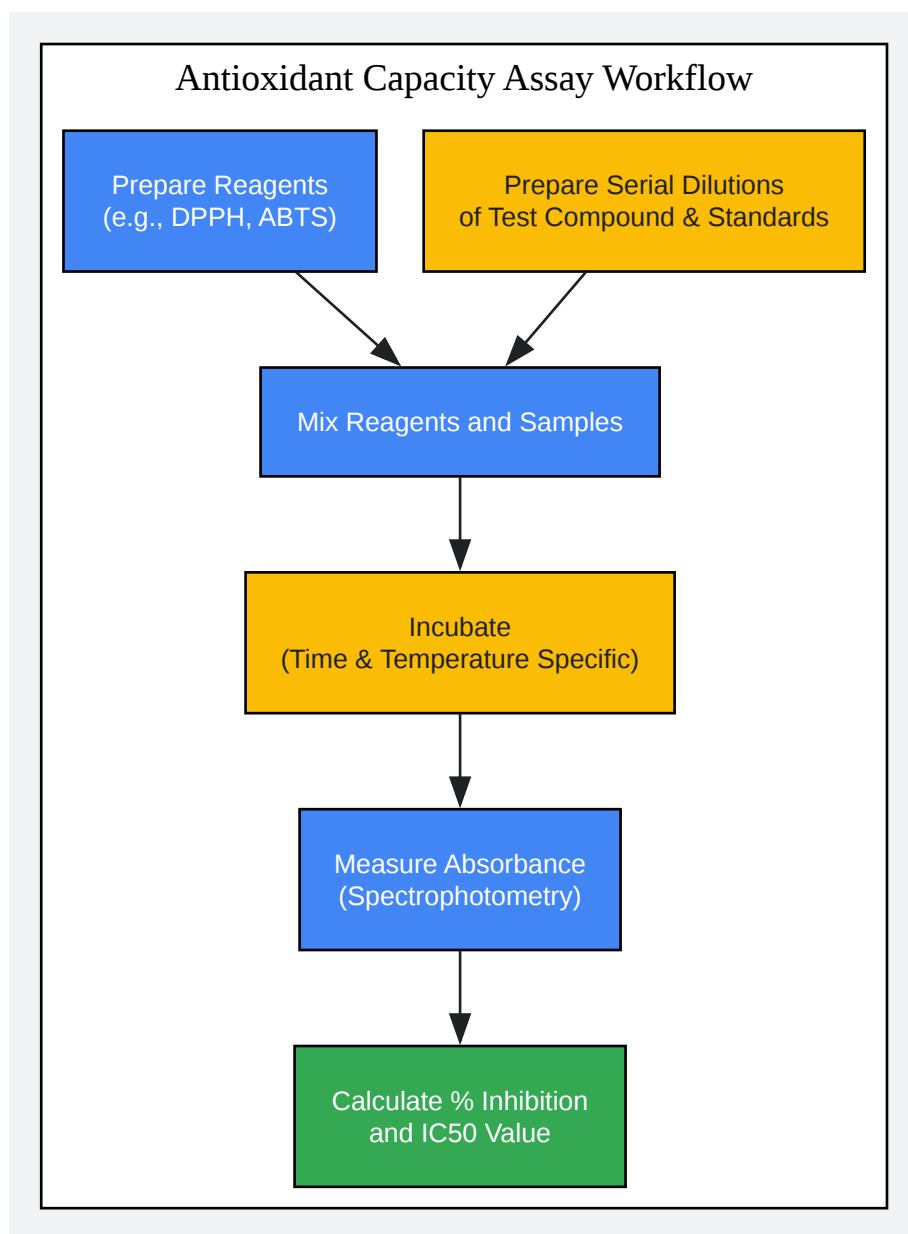 Antioxidant Capacity Assay Workflow
Prepare Reagents
(e.g., DPPH, ABTS)
Prepare Serial Dilutions
of Test Compound & Standards
Mix Reagents and Samples
Incubate
(Time & Temperature Specific)
Measure Absorbance
(Spectrophotometry)
Calculate % Inhibition
and IC50 Value